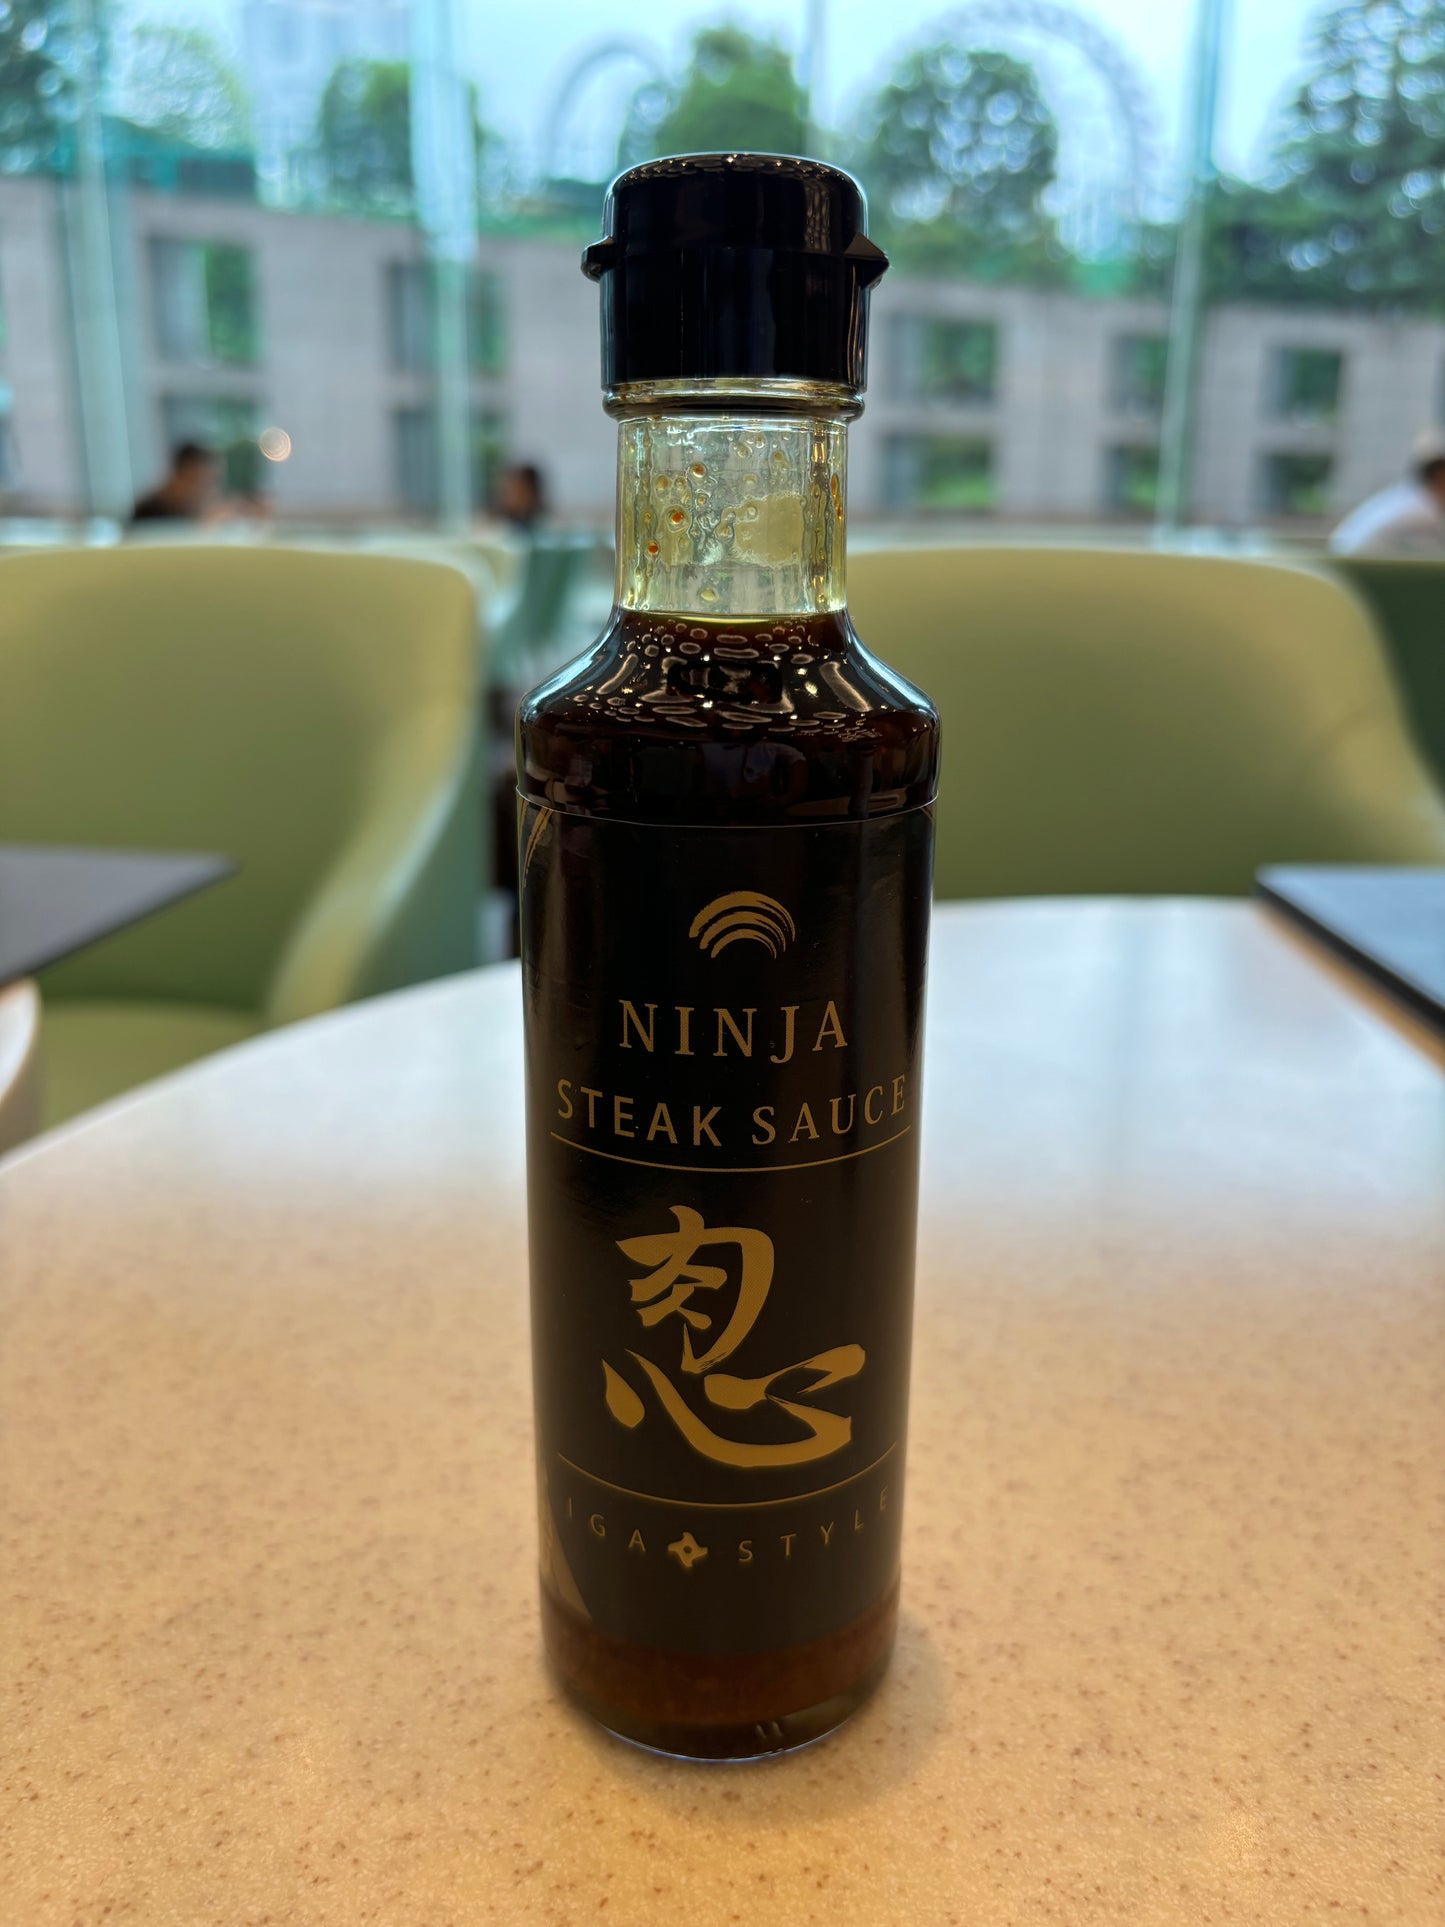 NINJA
STEAK SAUCE
忍
IGA STYLE